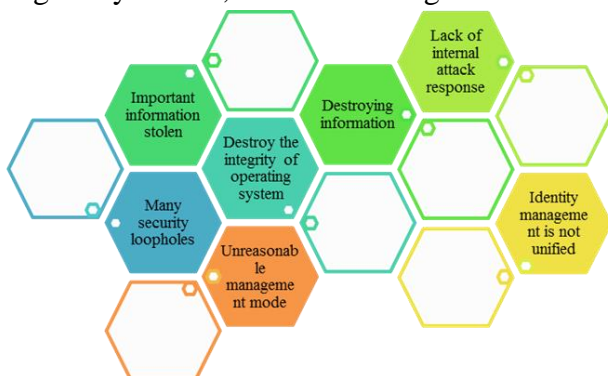 Lack of
internal
attack
response
Important
information
stolen
Destroying
information
Destroy the
integrity of
operating
system
Many
security
loopholes
Identity
manageme
nt is not
unified
Unreasonab
le
manageme
nt mode